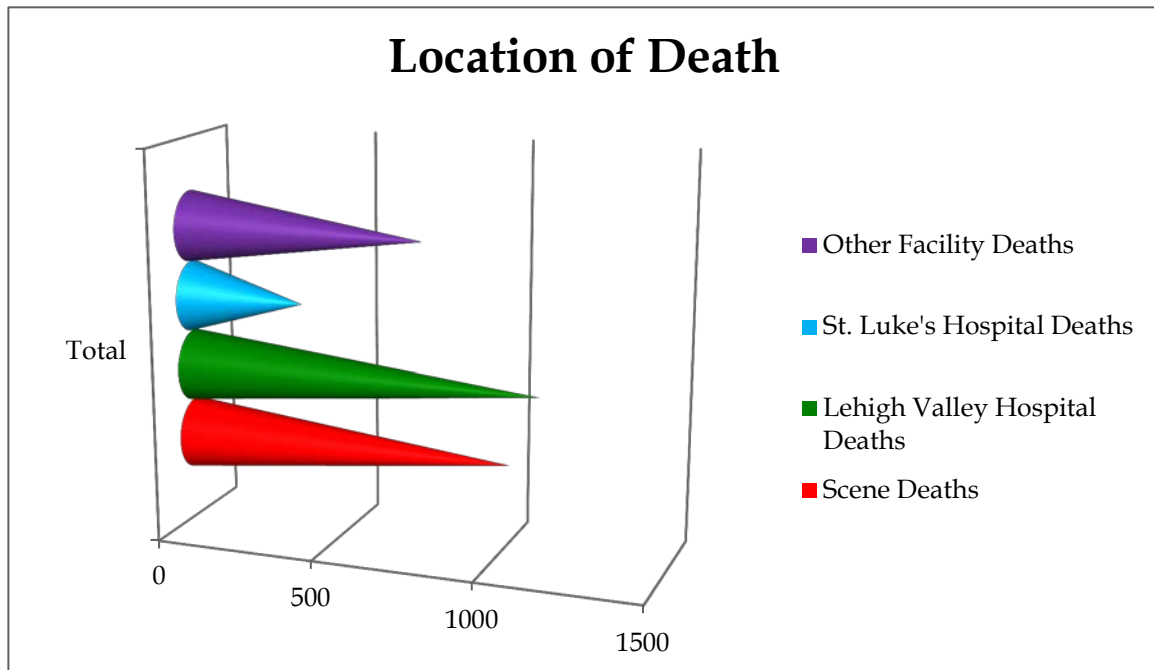 Location of Death
Total
0
500
1000
1500
Other Facility Deaths
St. Luke's Hospital Deaths
Lehigh Valley Hospital
Deaths
Scene Deaths